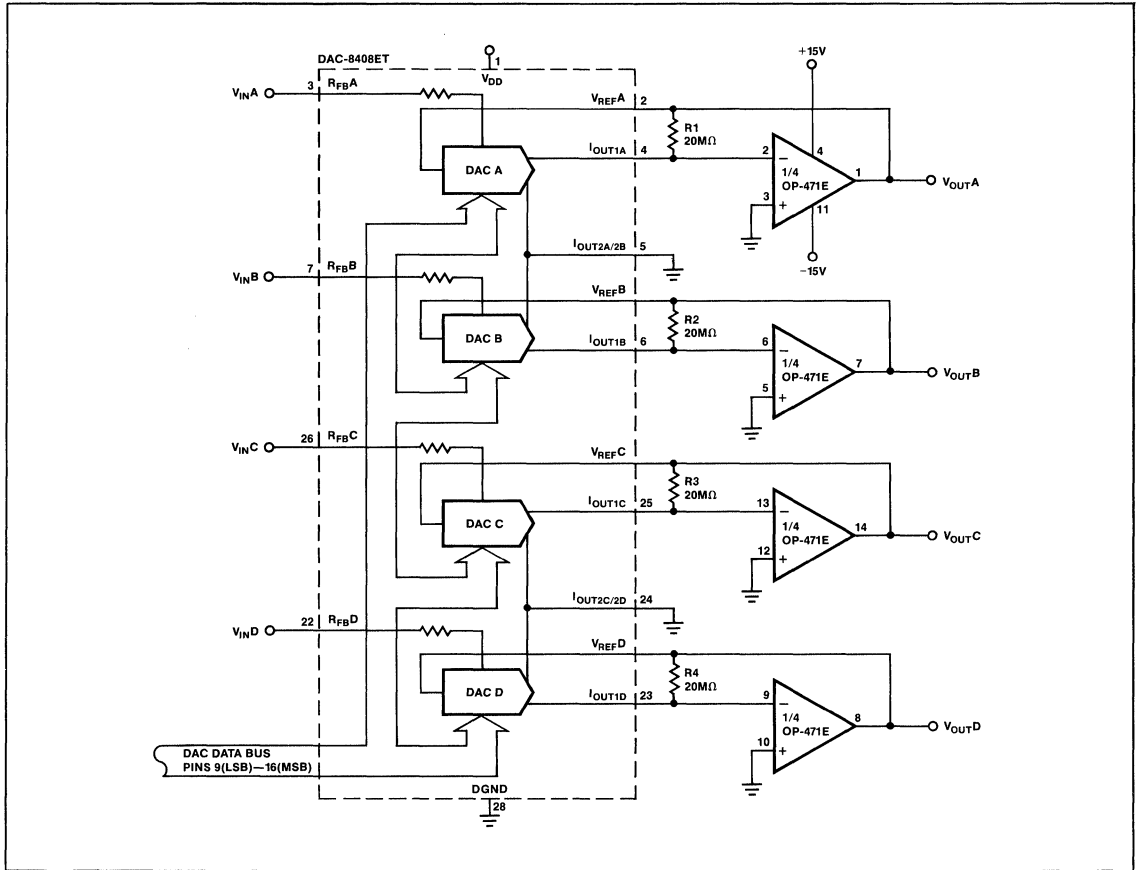 DAC-8408ET
+15V
1
VDD
VINA 3 RFBA
VREFA 2
R1
20MΩ
IOUT1A 4
2 − 4
DAC A
1/4
OP-471E
1
VOUTA
3 +
11
IOUT2A/2B 5
−15V
VINB 7 RFBB
VREFB
R2
20MΩ
DAC B
IOUT1B 6
6 −
1/4
OP-471E
7
VOUTB
5 +
VINC 26 RFBC
VREFC
R3
20MΩ
IOUT1C 25
13 −
DAC C
1/4
OP-471E
14
VOUTC
12 +
IOUT2C/2D 24
VIND 22 RFBD
VREFD
R4
20MΩ
DAC D
IOUT1D 23
9 −
1/4
OP-471E
8
VOUTD
10 +
DAC DATA BUS
PINS 9(LSB)—16(MSB)
DGND
28